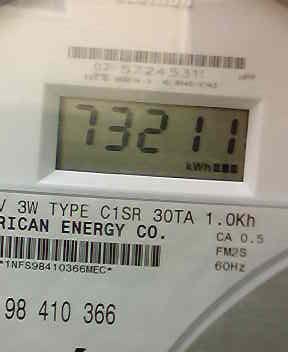 5724531
73211
kWh
V 3W TYPE C1SR 30TA 1.0Kh
RICAN ENERGY CO.
CA 0.5
FM2S
*1NFS98410366MEC*
60Hz
98 410 366